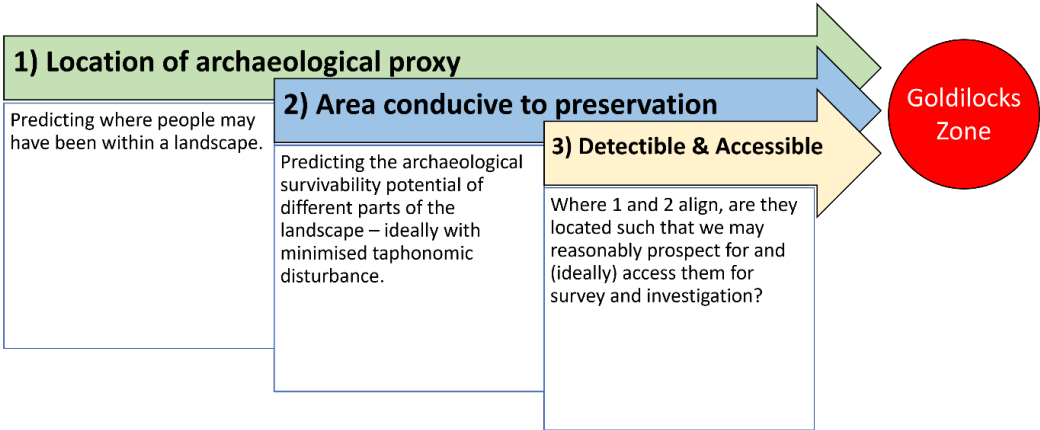 1) Location of archaeological proxy
Predicting where people may
have been within a landscape.
2) Area conducive to preservation
Predicting the archaeological
survivability potential of
different parts of the
landscape – ideally with
minimised taphonomic
disturbance.
3) Detectible & Accessible
Where 1 and 2 align, are they
located such that we may
reasonably prospect for and
(ideally) access them for
survey and investigation?
Goldilocks
Zone